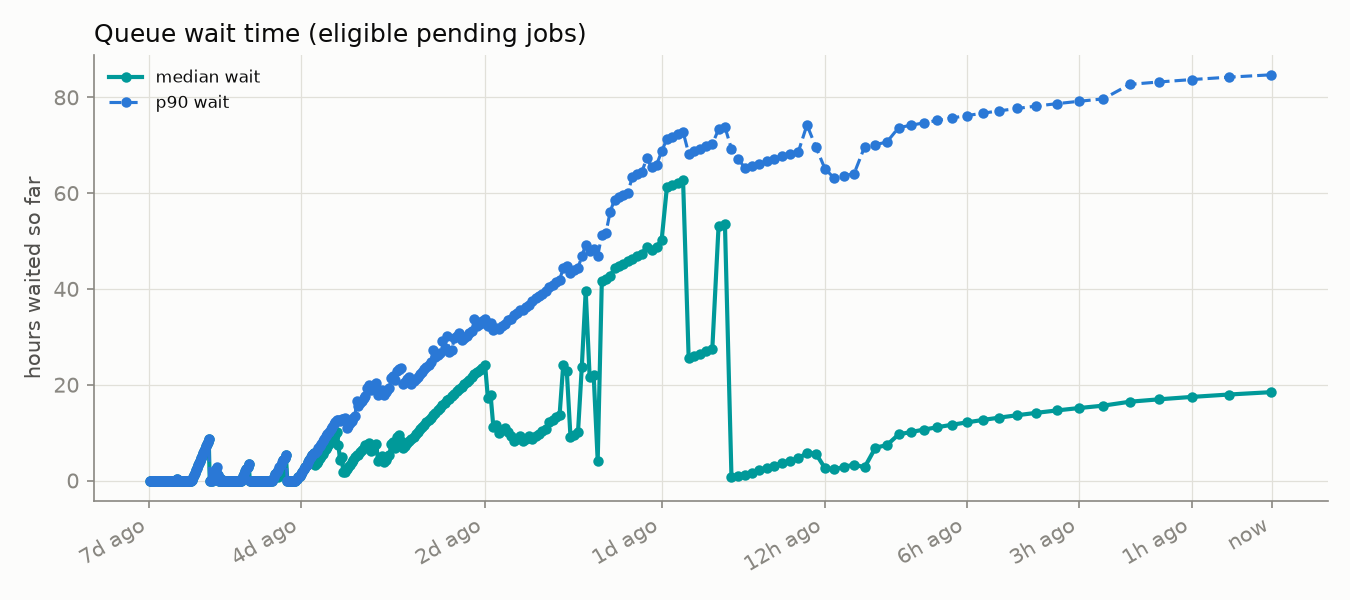 Queue wait time (eligible pending jobs)
median wait
p90 wait
hours waited so far
80
60
40
20
0
7d ago
4d ago
2d ago
1d ago
12h ago
6h ago
3h ago
1h ago
now